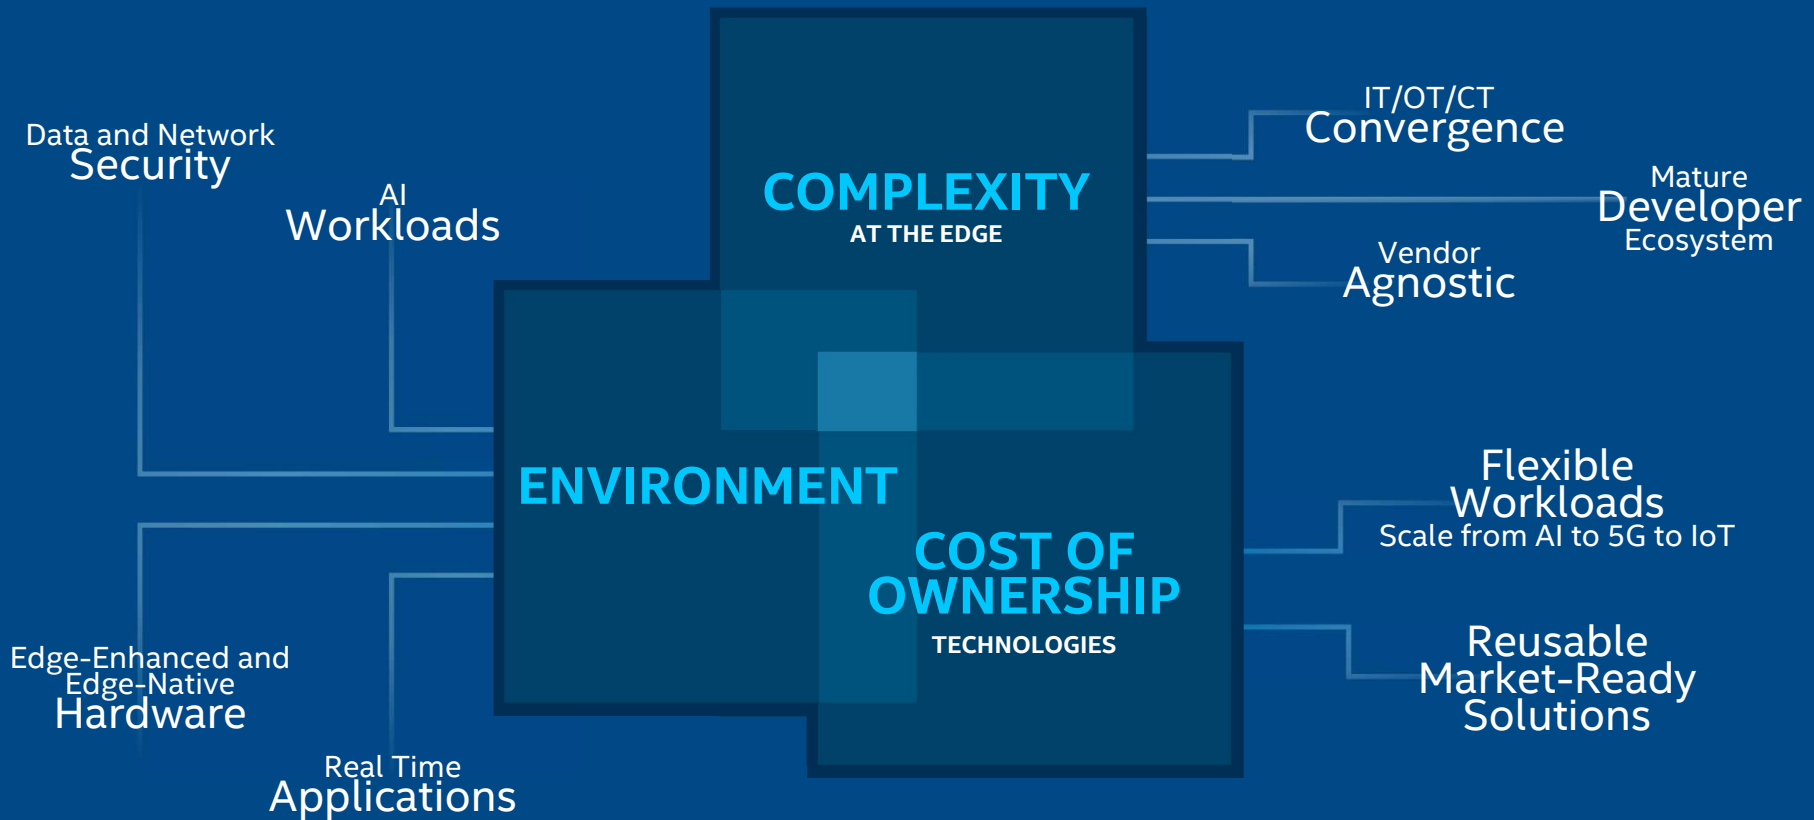 Data and Network
Security
AI
Workloads
COMPLEXITY
AT THE EDGE
IT/OT/CT
Convergence
Mature
Developer
Ecosystem
Vendor
Agnostic
ENVIRONMENT
COST OF
OWNERSHIP
TECHNOLOGIES
Flexible
Workloads
Scale from AI to 5G to IoT
Reusable
Market-Ready
Solutions
Edge-Enhanced and
Edge-Native
Hardware
Real Time
Applications